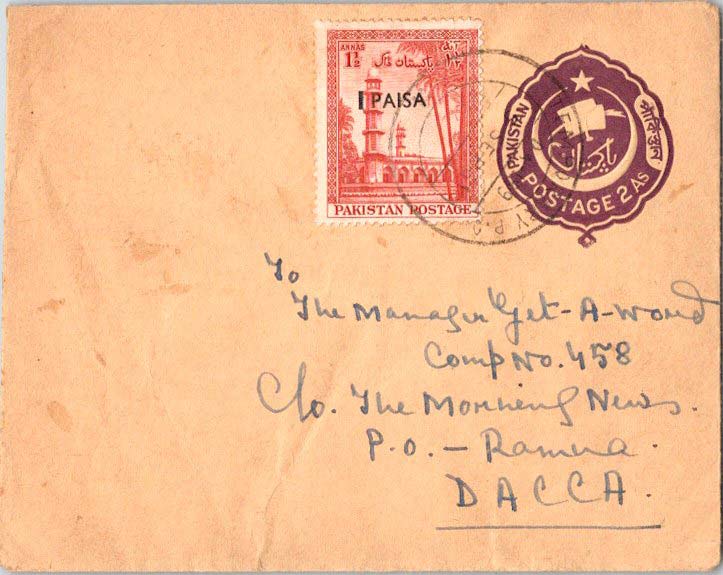 ANNAS 1½ پاکستان ڈاک
1 PAISA
PAKISTAN POSTAGE
PAKISTAN
POSTAGE 2 AS
SEP
To
The Manager 'Get-A-Word
Comp No. 458
C/o. The Morning News.
P.O. – Ramna.
DACCA.